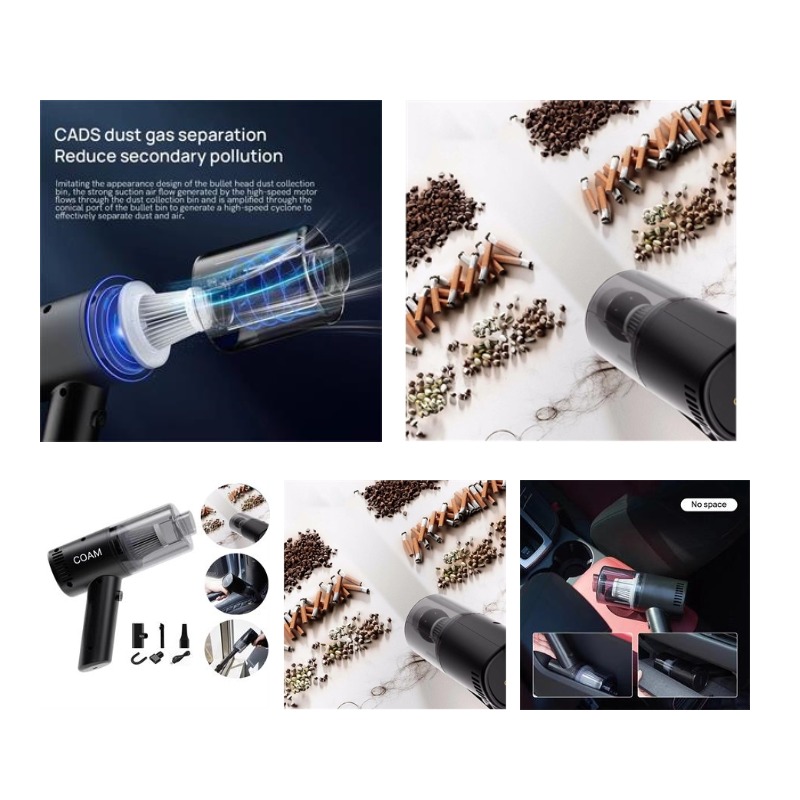 CADS dust gas separation
Reduce secondary pollution
Imitating the appearance design of the bullet head dust collection
bin, the strong suction air flow generated by the high-speed motor
flows through the dust collection bin and is amplified through the
conical port of the bullet bin to generate a high-speed cyclone to
effectively separate dust and air.
COAM
No space